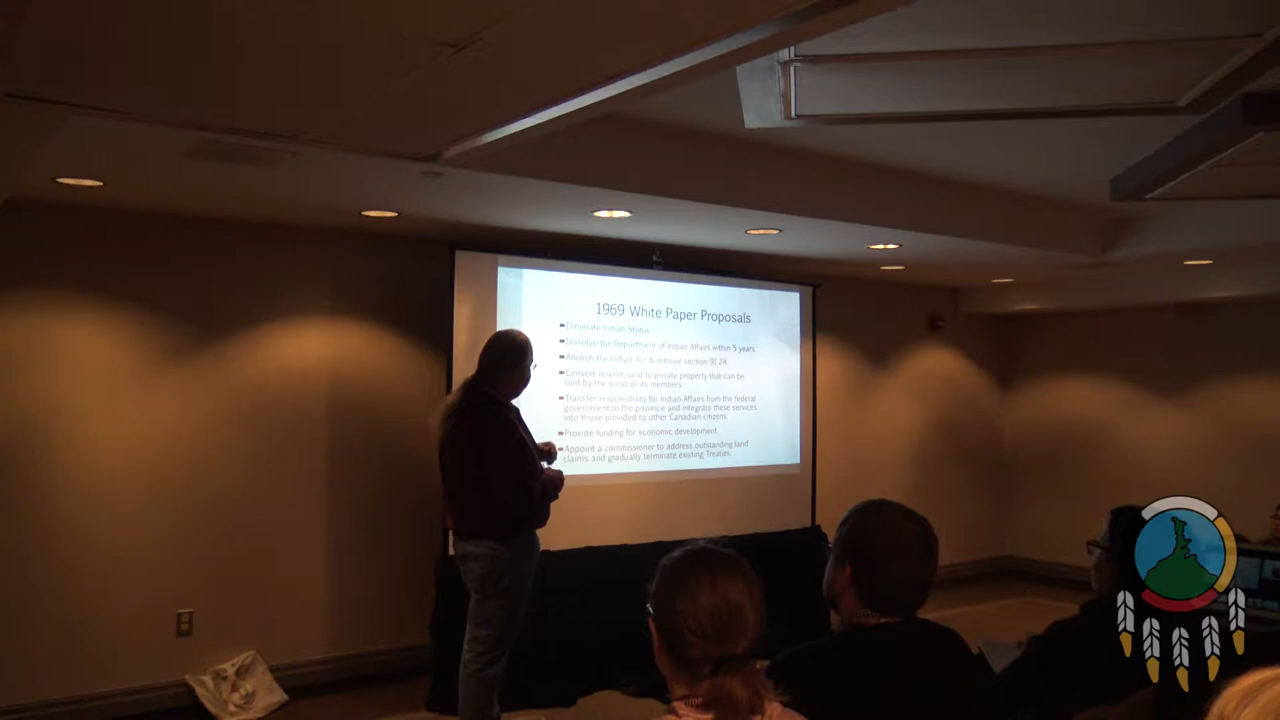 1969 White Paper Proposals
Eliminate Indian Status.
Dissolve the Department of Indian Affairs within 5 years.
Abolish the Indian Act & remove section 91.24.
Convert reserve land to private property that can be
sold by the band or its members.
Transfer responsibility for Indian Affairs from the federal
government to the province and integrate these services
into those provided to other Canadian citizens.
Provide funding for economic development.
Appoint a commissioner to address outstanding land
claims and gradually terminate existing Treaties.